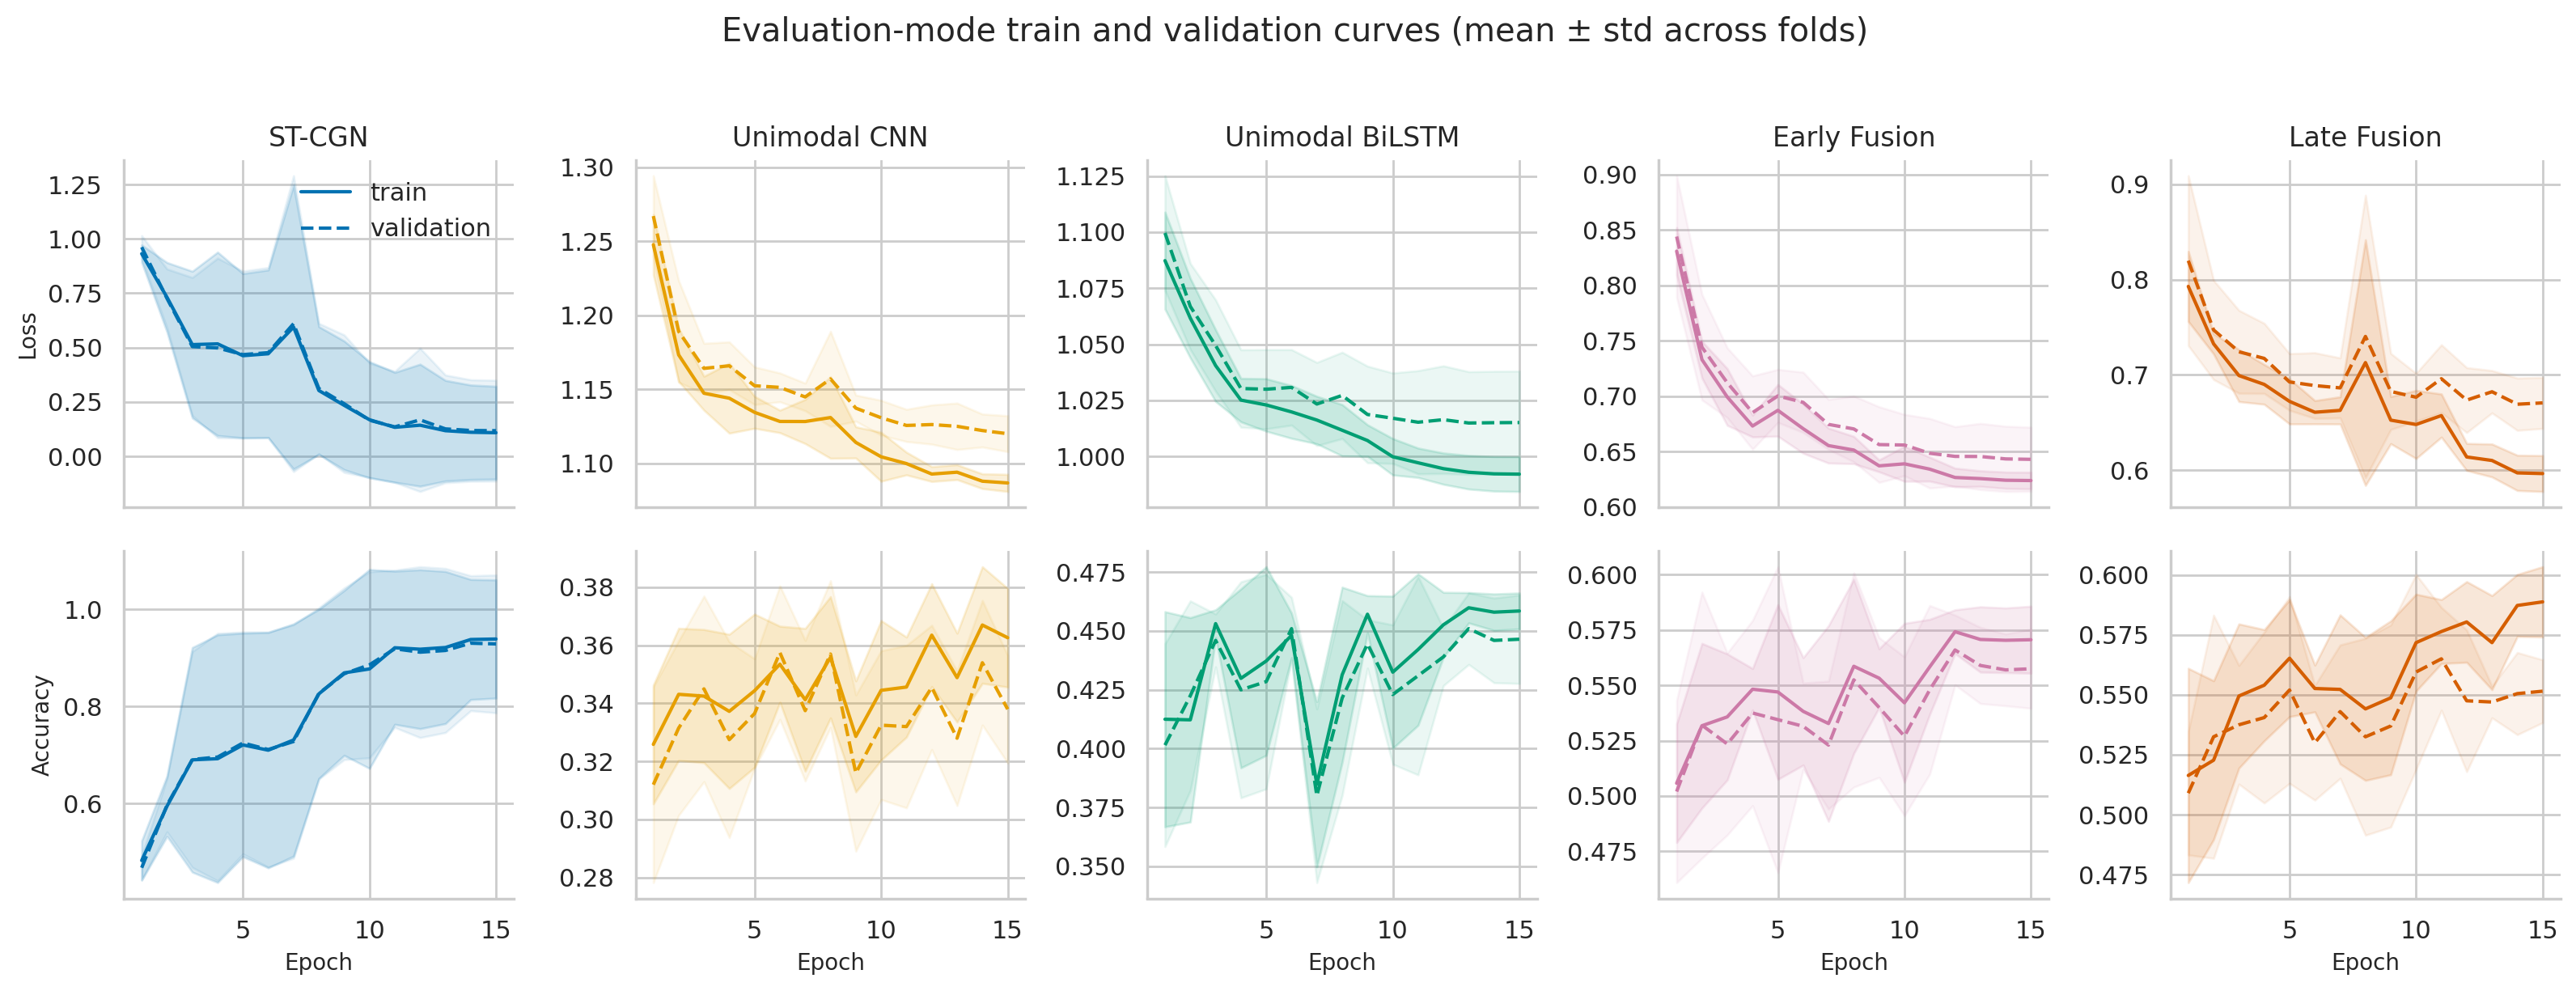 Evaluation-mode train and validation curves (mean ± std across folds)
ST-CGN
Unimodal CNN
Unimodal BiLSTM
Early Fusion
Late Fusion
Loss
1.25
1.00
0.75
0.50
0.25
0.00
train
validation
1.30
1.25
1.20
1.15
1.10
1.125
1.100
1.075
1.050
1.025
1.000
0.90
0.85
0.80
0.75
0.70
0.65
0.60
0.9
0.8
0.7
0.6
Accuracy
1.0
0.8
0.6
5 10 15
Epoch
0.38
0.36
0.34
0.32
0.30
0.28
5 10 15
Epoch
0.475
0.450
0.425
0.400
0.375
0.350
5 10 15
Epoch
0.600
0.575
0.550
0.525
0.500
0.475
5 10 15
Epoch
0.600
0.575
0.550
0.525
0.500
0.475
5 10 15
Epoch